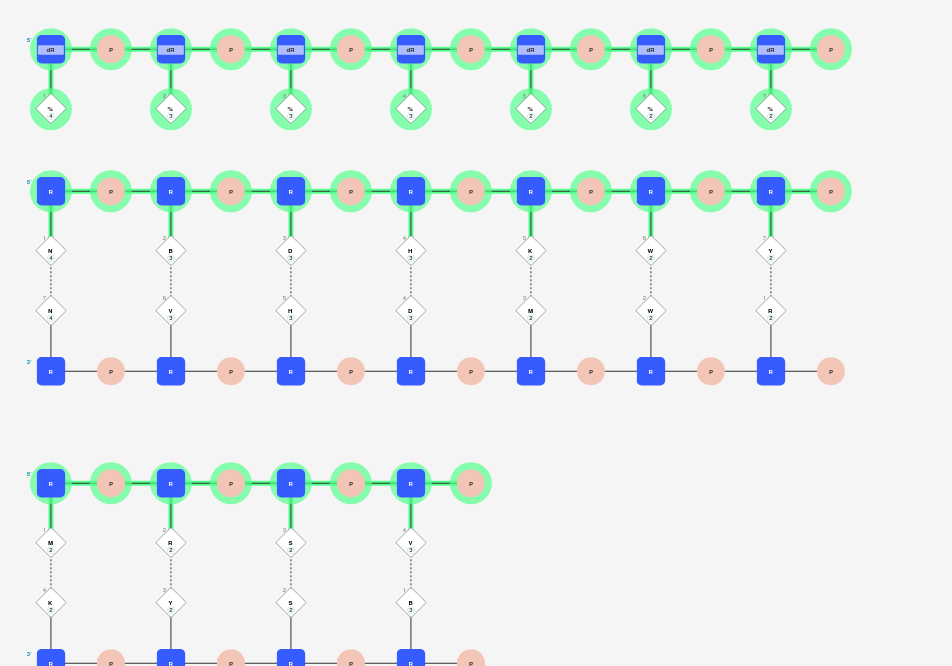 5' dR P dR P dR P dR P dR P dR P dR P
1 2 3 4 5 6 7
% % % % % % %
4 3 3 3 2 2 2
5' R P R P R P R P R P R P R P
1 2 3 4 5 6 7
N B D H K W Y
4 3 3 3 2 2 2
7 6 5 4 3 2 1
N V H D M W R
4 3 3 3 2 2 2
3' R P R P R P R P R P R P R P
5' R P R P R P R P
1 2 3 4
M R S V
2 2 2 3
4 3 2 1
K Y S B
2 2 2 3
3' R P R P R P R P